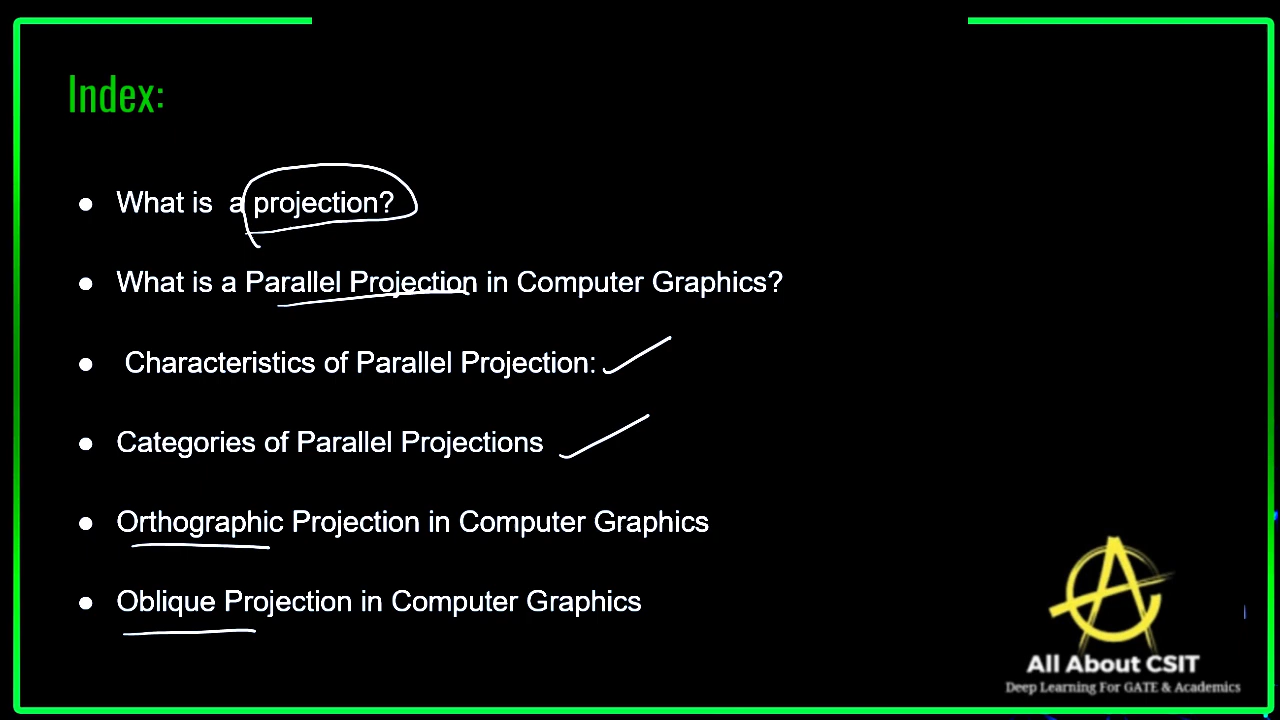 Index:
What is a projection?
What is a Parallel Projection in Computer Graphics?
Characteristics of Parallel Projection:
Categories of Parallel Projections
Orthographic Projection in Computer Graphics
Oblique Projection in Computer Graphics
All About CSIT
Deep Learning For GATE & Academics